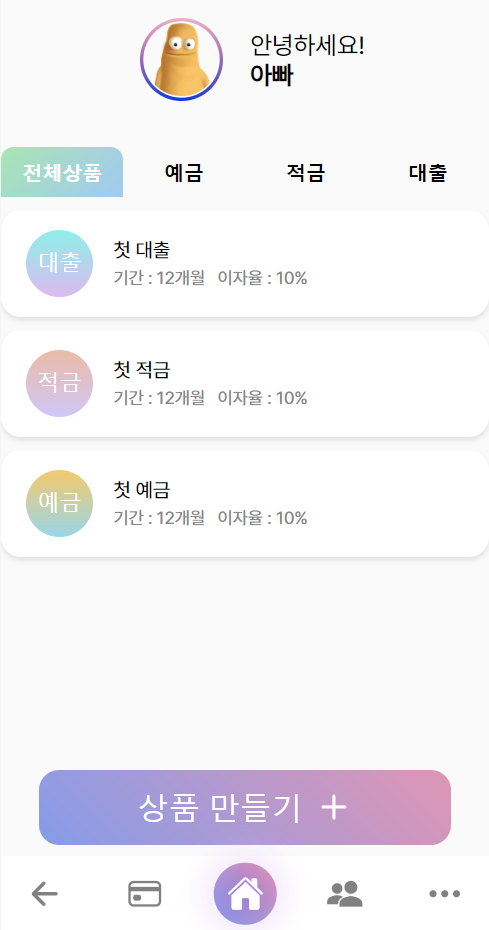 안녕하세요!
아빠
전체상품 예금 적금 대출
대출
첫 대출
기간 : 12개월 이자율 : 10%
적금
첫 적금
기간 : 12개월 이자율 : 10%
예금
첫 예금
기간 : 12개월 이자율 : 10%
상품 만들기 +